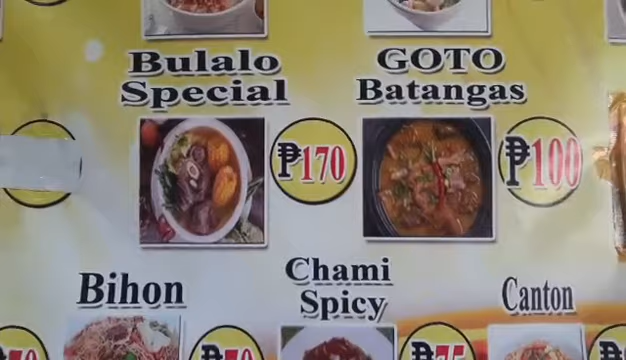 Bulalo Special
GOTO Batangas
₱170
₱100
Bihon
Chami Spicy
Canton